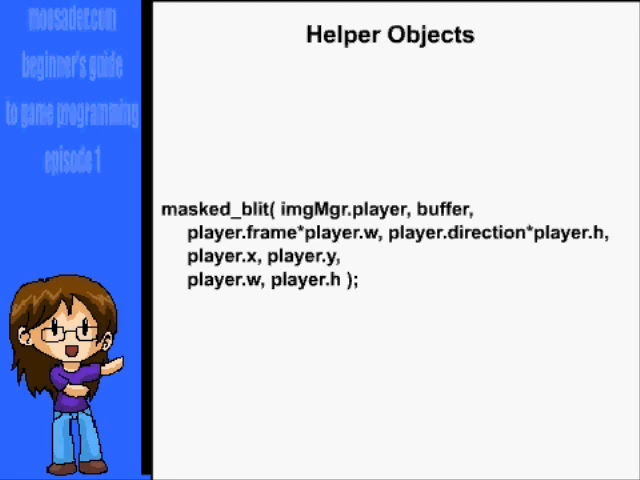 moosader.com
beginner's guide
to game programming
episode 1
Helper Objects
masked_blit( imgMgr.player, buffer,
player.frame*player.w, player.direction*player.h,
player.x, player.y,
player.w, player.h );